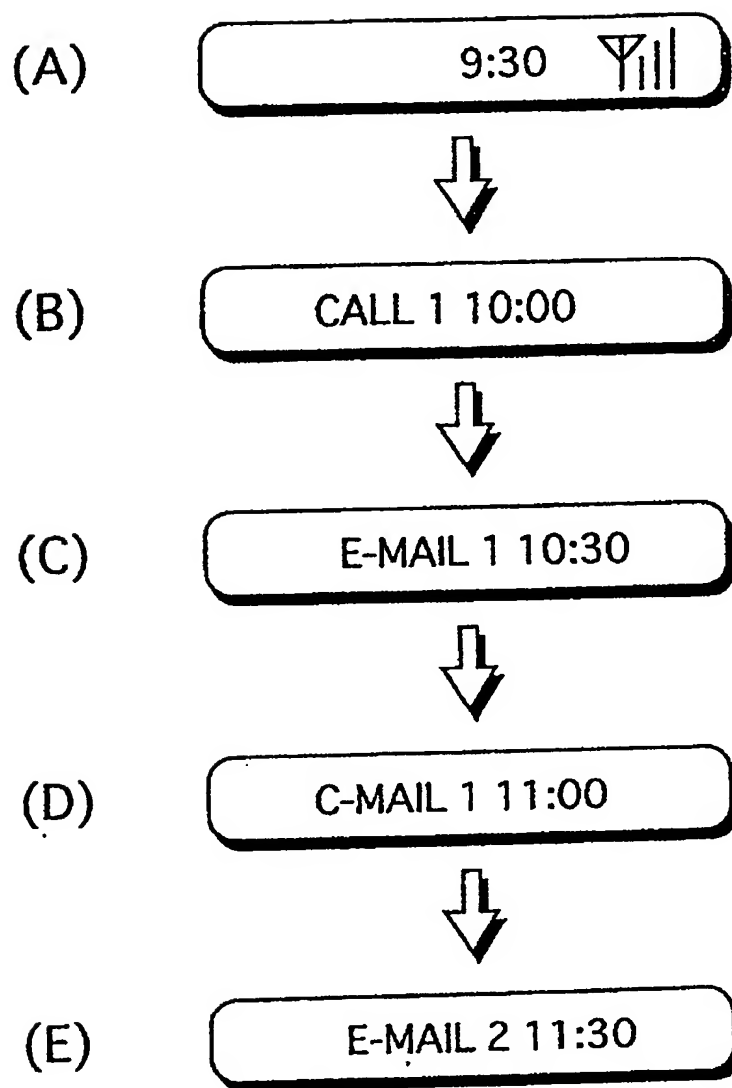 (A) 9:30
(B) CALL 1 10:00
(C) E-MAIL 1 10:30
(D) C-MAIL 1 11:00
(E) E-MAIL 2 11:30